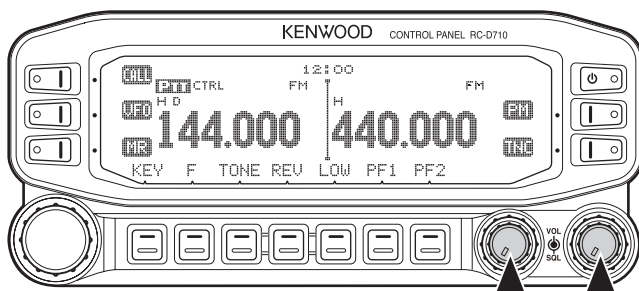 KENWOOD CONTROL PANEL RC-D710
12:00
CALL PTT CTRL FM FM
H D H
VFO 144.000 440.000 PM
MR TNC
KEY F TONE REV LOW PF1 PF2
VOL
SQL